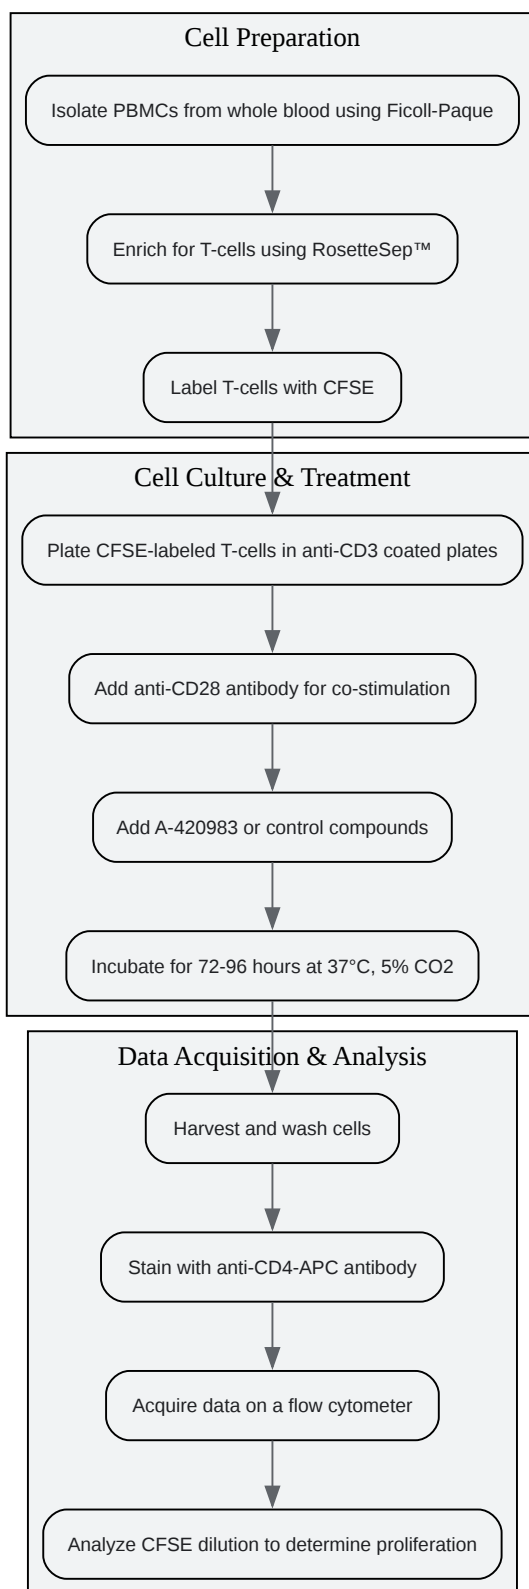 Cell Preparation
Isolate PBMCs from whole blood using Ficoll-Paque
Enrich for T-cells using RosetteSep™
Label T-cells with CFSE
Cell Culture & Treatment
Plate CFSE-labeled T-cells in anti-CD3 coated plates
Add anti-CD28 antibody for co-stimulation
Add A-420983 or control compounds
Incubate for 72-96 hours at 37°C, 5% CO2
Data Acquisition & Analysis
Harvest and wash cells
Stain with anti-CD4-APC antibody
Acquire data on a flow cytometer
Analyze CFSE dilution to determine proliferation